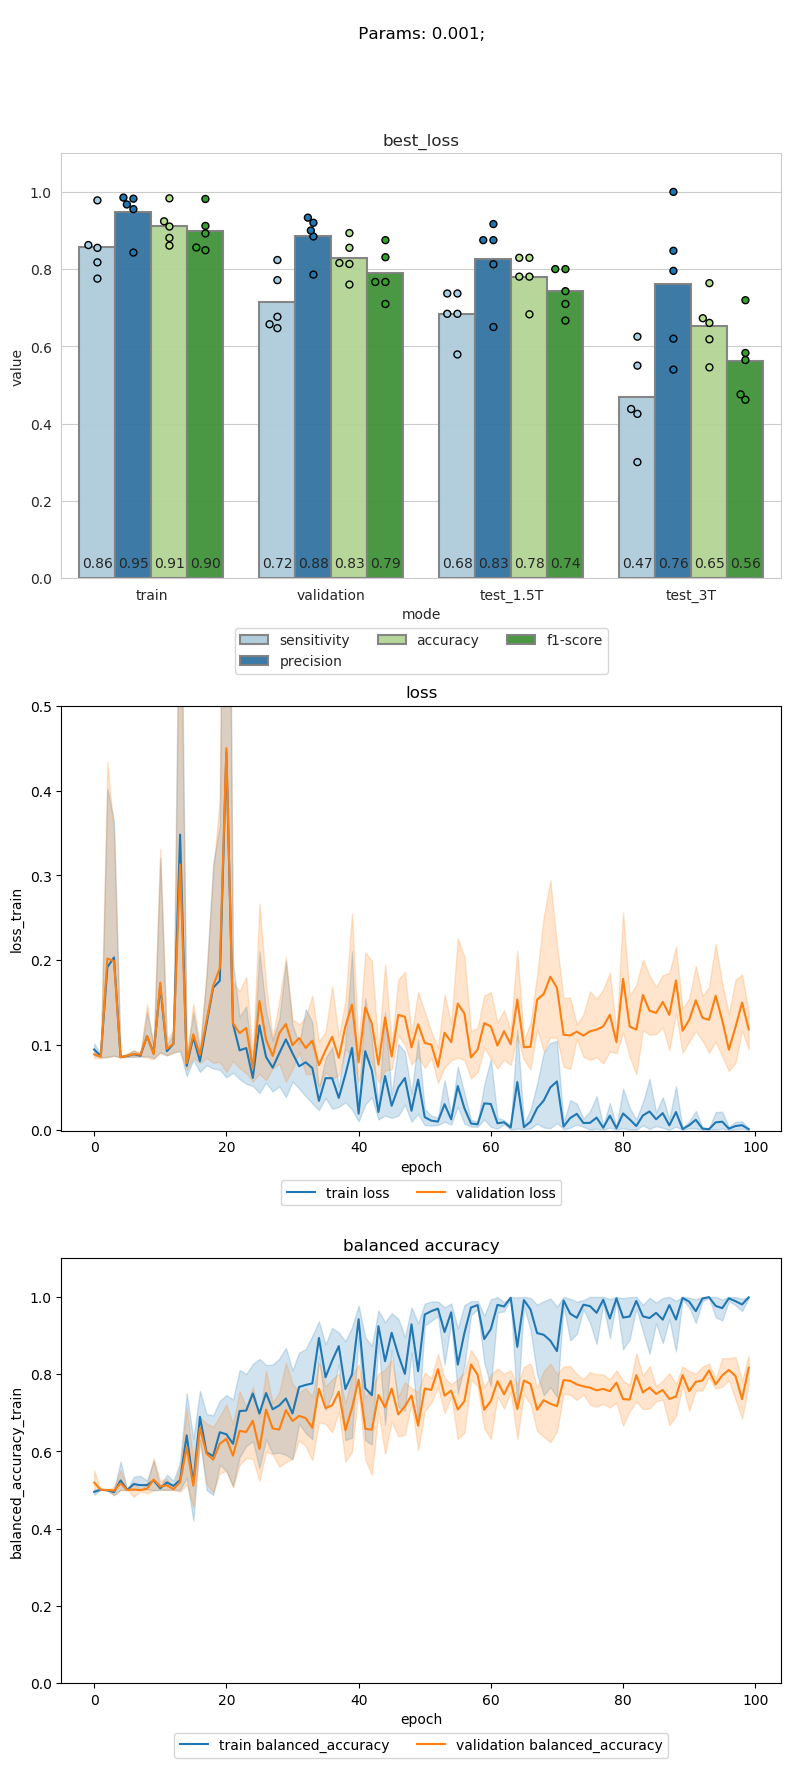 Params: 0.001;
best_loss
value
1.0
0.8
0.6
0.4
0.2
0.0
0.86 0.95 0.91 0.90 0.72 0.88 0.83 0.79 0.68 0.83 0.78 0.74 0.47 0.76 0.65 0.56
train validation test_1.5T test_3T
mode
sensitivity accuracy f1-score
precision
loss
loss_train
0.5
0.4
0.3
0.2
0.1
0.0
0 20 40 60 80 100
epoch
train loss validation loss
balanced accuracy
balanced_accuracy_train
1.0
0.8
0.6
0.4
0.2
0.0
0 20 40 60 80 100
epoch
train balanced_accuracy validation balanced_accuracy